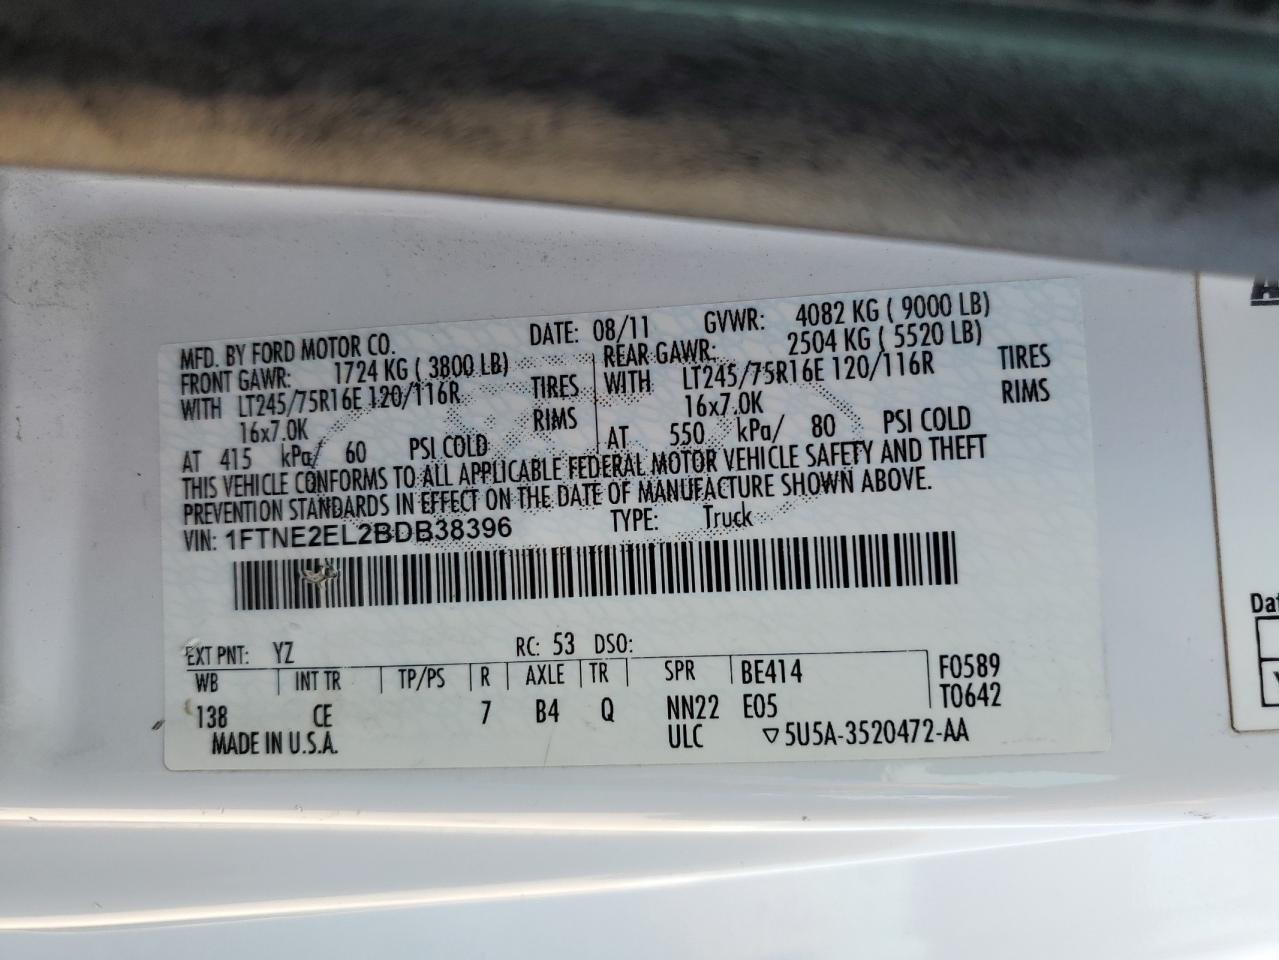 MFD. BY FORD MOTOR CO. DATE: 08/11 GVWR: 4082 KG ( 9000 LB)
FRONT GAWR: 1724 KG ( 3800 LB) REAR GAWR: 2504 KG ( 5520 LB)
WITH LT245/75R16E 120/116R TIRES WITH LT245/75R16E 120/116R TIRES
16x7.0K RIMS 16x7.0K RIMS
AT 415 kPa/ 60 PSI COLD AT 550 kPa/ 80 PSI COLD
THIS VEHICLE CONFORMS TO ALL APPLICABLE FEDERAL MOTOR VEHICLE SAFETY AND THEFT
PREVENTION STANDARDS IN EFFECT ON THE DATE OF MANUFACTURE SHOWN ABOVE.
VIN: 1FTNE2EL2BDB38396 TYPE: Truck
EXT PNT: YZ RC: 53 DSO:
WB INT TR TP/PS R AXLE TR SPR BE414 F0589
138 CE 7 B4 Q NN22 E05 T0642
MADE IN U.S.A. ULC ▽5U5A-3520472-AA